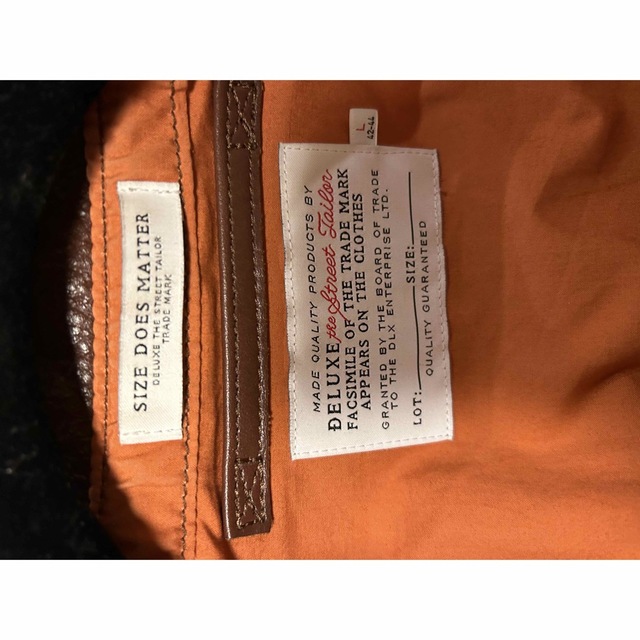 SIZE DOES MATTER
DELUXE THE STREET TAILOR
TRADE MARK
L
42-44
MADE QUALITY PRODUCTS BY
DELUXE the Street Tailor
FACSIMILE OF THE TRADE MARK
APPEARS ON THE CLOTHES
GRANTED BY THE BOARD OF TRADE
TO THE DLX ENTERPRISE LTD.
LOT: SIZE:
QUALITY GUARANTEED